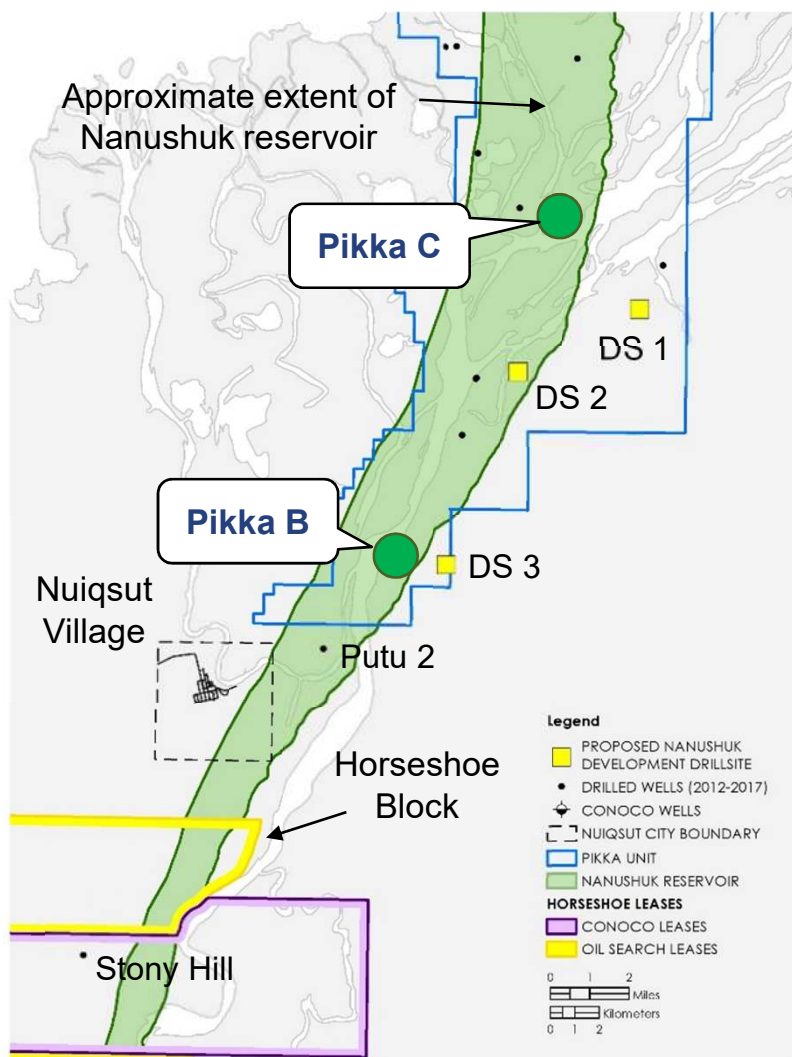 Approximate extent of
Nanushuk reservoir
Pikka C
DS 1
DS 2
Pikka B
DS 3
Nuiqsut
Village
Putu 2
Horseshoe
Block
Stony Hill
Legend
PROPOSED NANUSHUK
DEVELOPMENT DRILLSITE
DRILLED WELLS (2012-2017)
CONOCO WELLS
NUIQSUT CITY BOUNDARY
PIKKA UNIT
NANUSHUK RESERVOIR
HORSESHOE LEASES
CONOCO LEASES
OIL SEARCH LEASES
0 1 2
Miles
Kilometers
0 1 2